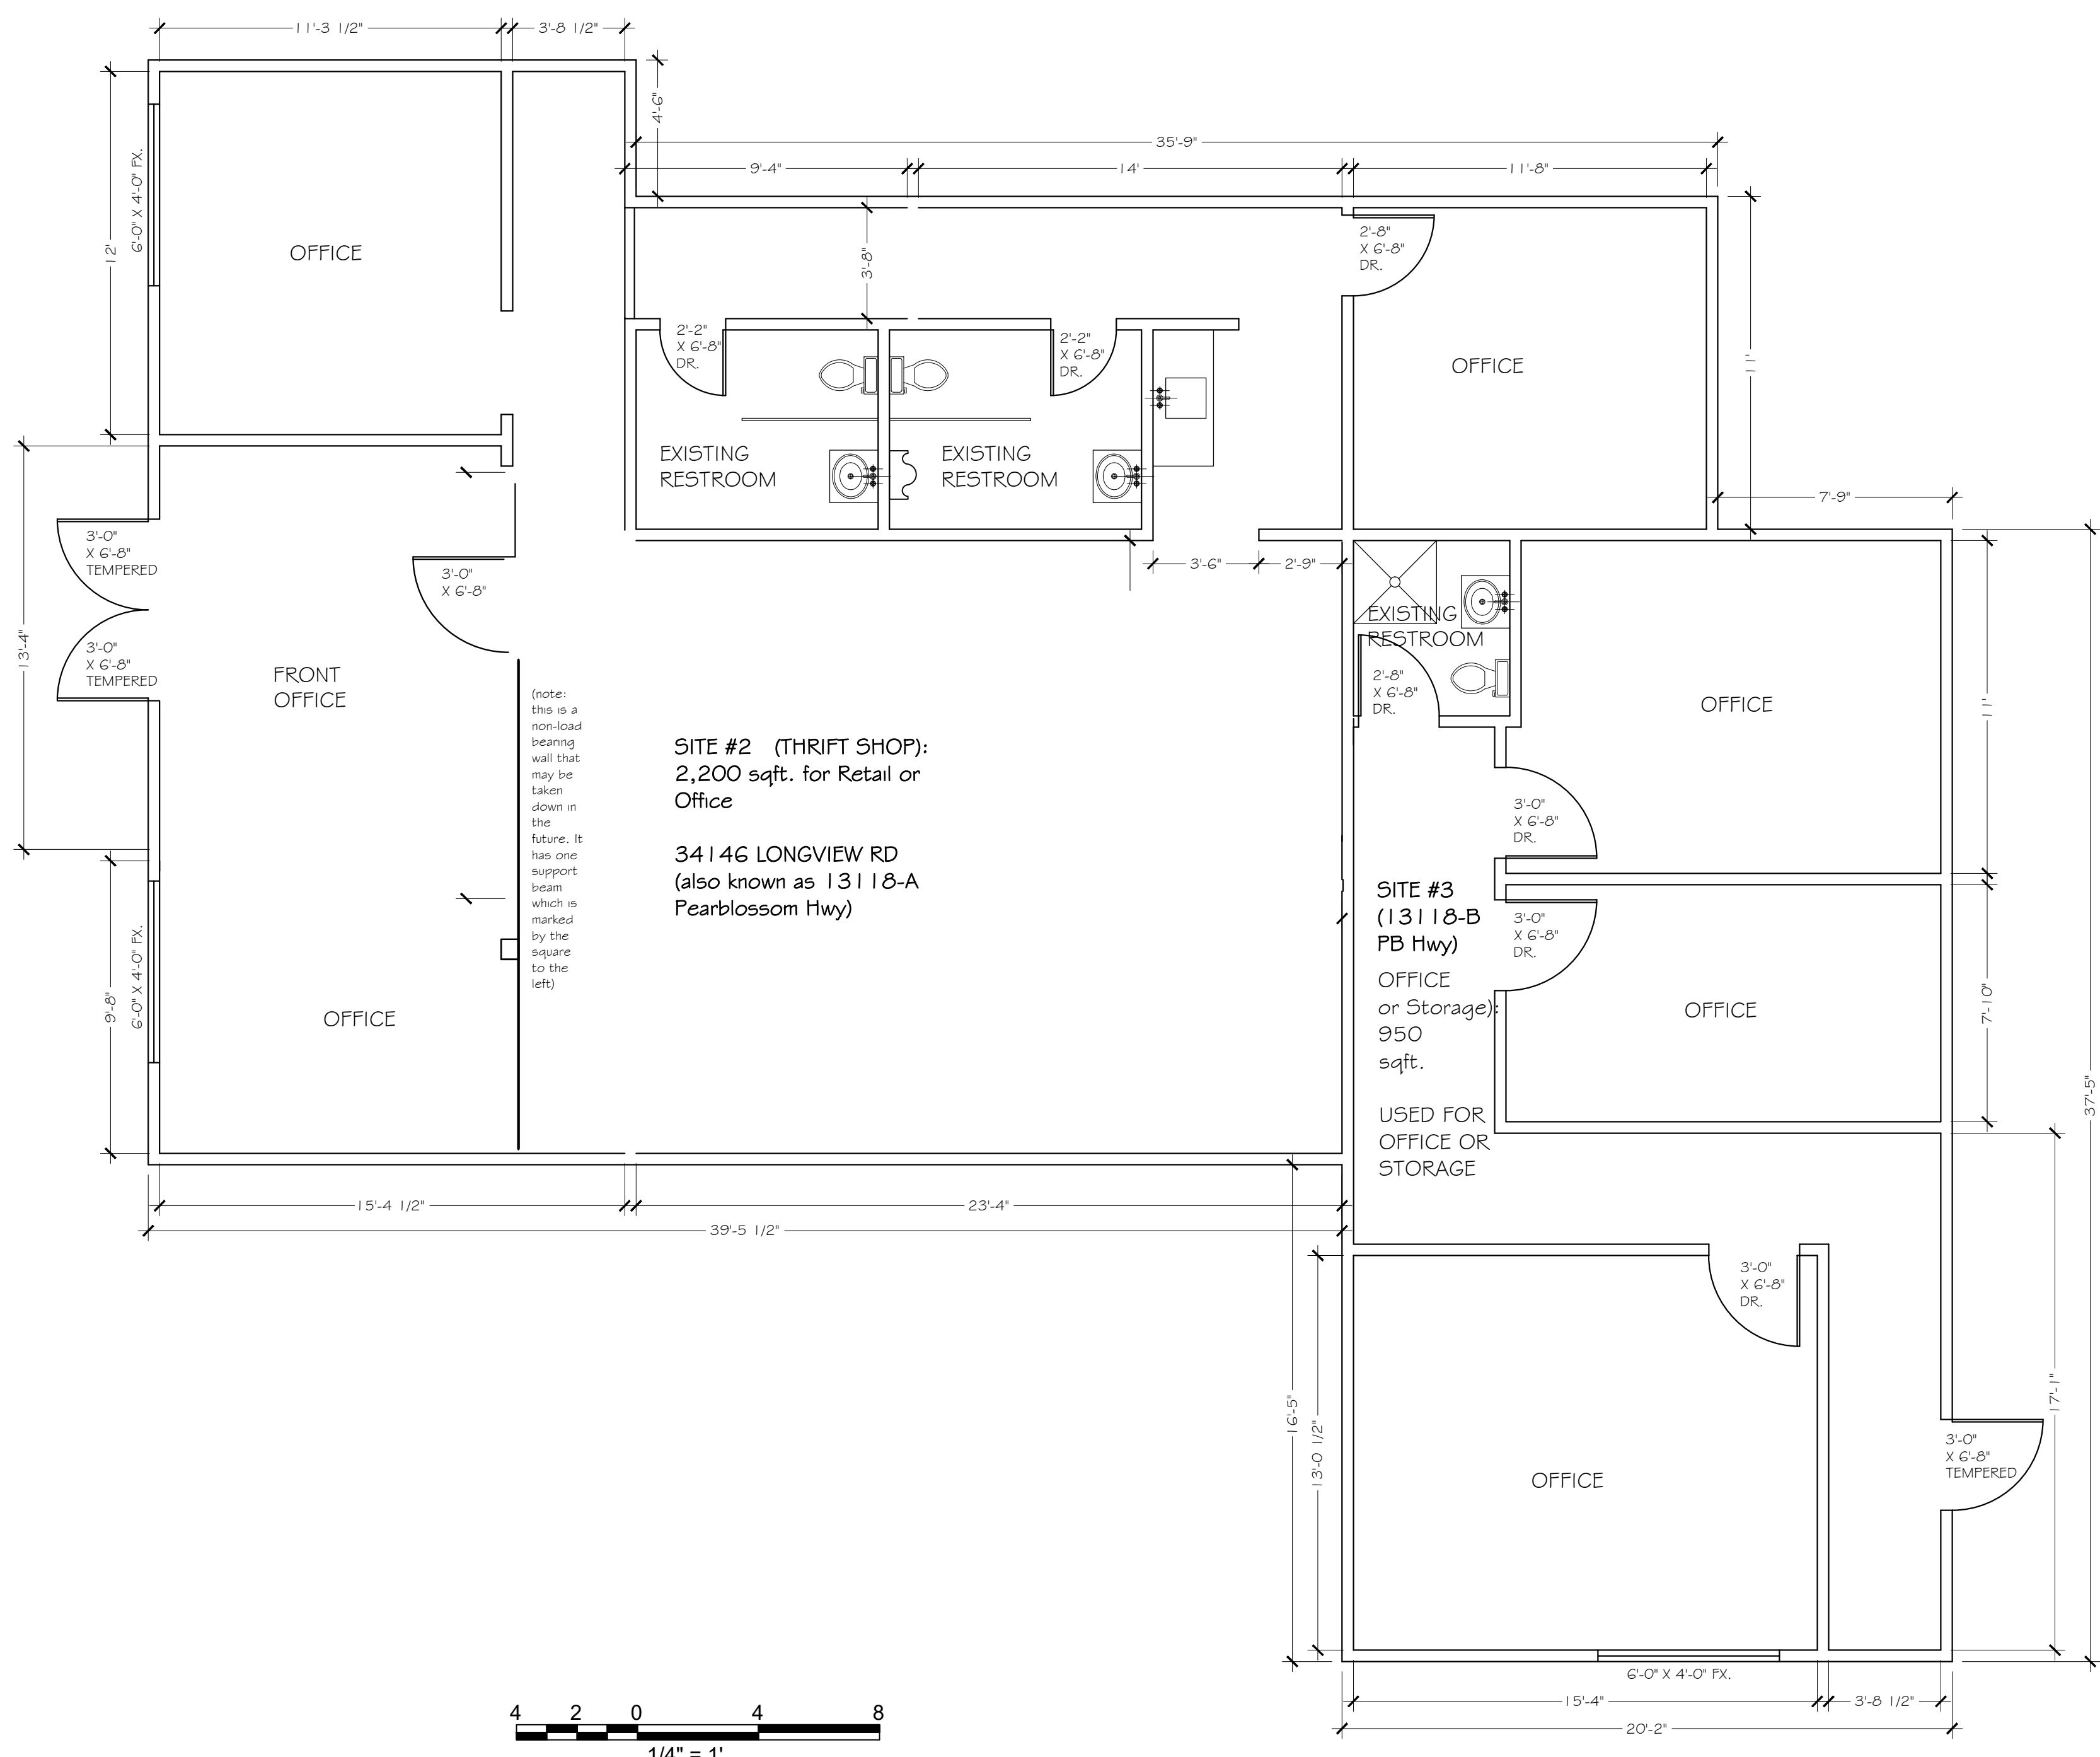 11'-3 1/2"
3'-8 1/2"
4'-6"
35'-9"
9'-4"
14'
11'-8"
6'-0" X 4'-0" FX.
12'
OFFICE
3'-8"
2'-8"
X 6'-8"
DR.
11'
2'-2"
X 6'-8"
DR.
2'-2"
X 6'-8"
DR.
OFFICE
EXISTING
RESTROOM
EXISTING
RESTROOM
7'-9"
3'-0"
X 6'-8"
TEMPERED
3'-0"
X 6'-8"
3'-6"
2'-9"
13'-4"
3'-0"
X 6'-8"
TEMPERED
FRONT
OFFICE
EXISTING
RESTROOM
2'-8"
X 6'-8"
DR.
OFFICE
11'
(note:
this is a
non-load
bearing
wall that
may be
taken
down in
the
future. It
has one
support
beam
which is
marked
by the
square
to the
left)
SITE #2 (THRIFT SHOP):
2,200 sqft. for Retail or
Office
34146 LONGVIEW RD
(also known as 13118-A
Pearblossom Hwy)
3'-0"
X 6'-8"
DR.
SITE #3
(13118-B
PB Hwy)
OFFICE
or Storage):
950
sqft.
USED FOR
OFFICE OR
STORAGE
3'-0"
X 6'-8"
DR.
OFFICE
7'-10"
37'-5"
9'-8"
6'-0" X 4'-0" FX.
OFFICE
15'-4 1/2"
23'-4"
39'-5 1/2"
3'-0"
X 6'-8"
DR.
16'-5"
13'-0 1/2"
OFFICE
17'-1"
3'-0"
X 6'-8"
TEMPERED
6'-0" X 4'-0" FX.
15'-4"
3'-8 1/2"
20'-2"
4 2 0 4 8
1/4" = 1'